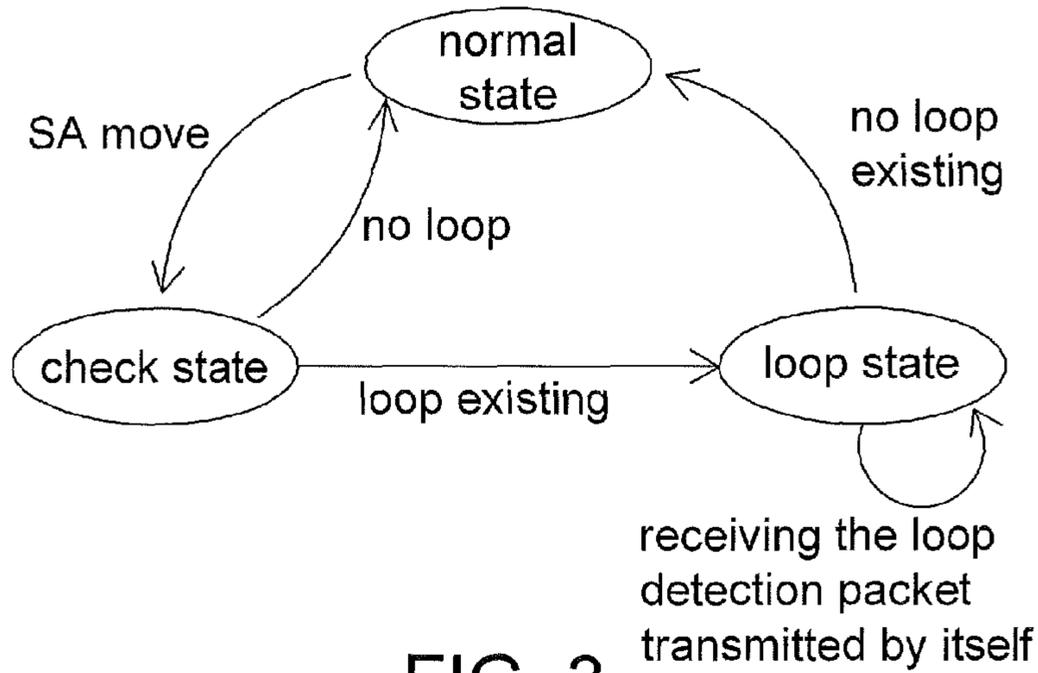 normal
state
SA move
no loop
existing
no loop
check state
loop existing
loop state
receiving the loop
detection packet
transmitted by itself
FIG.